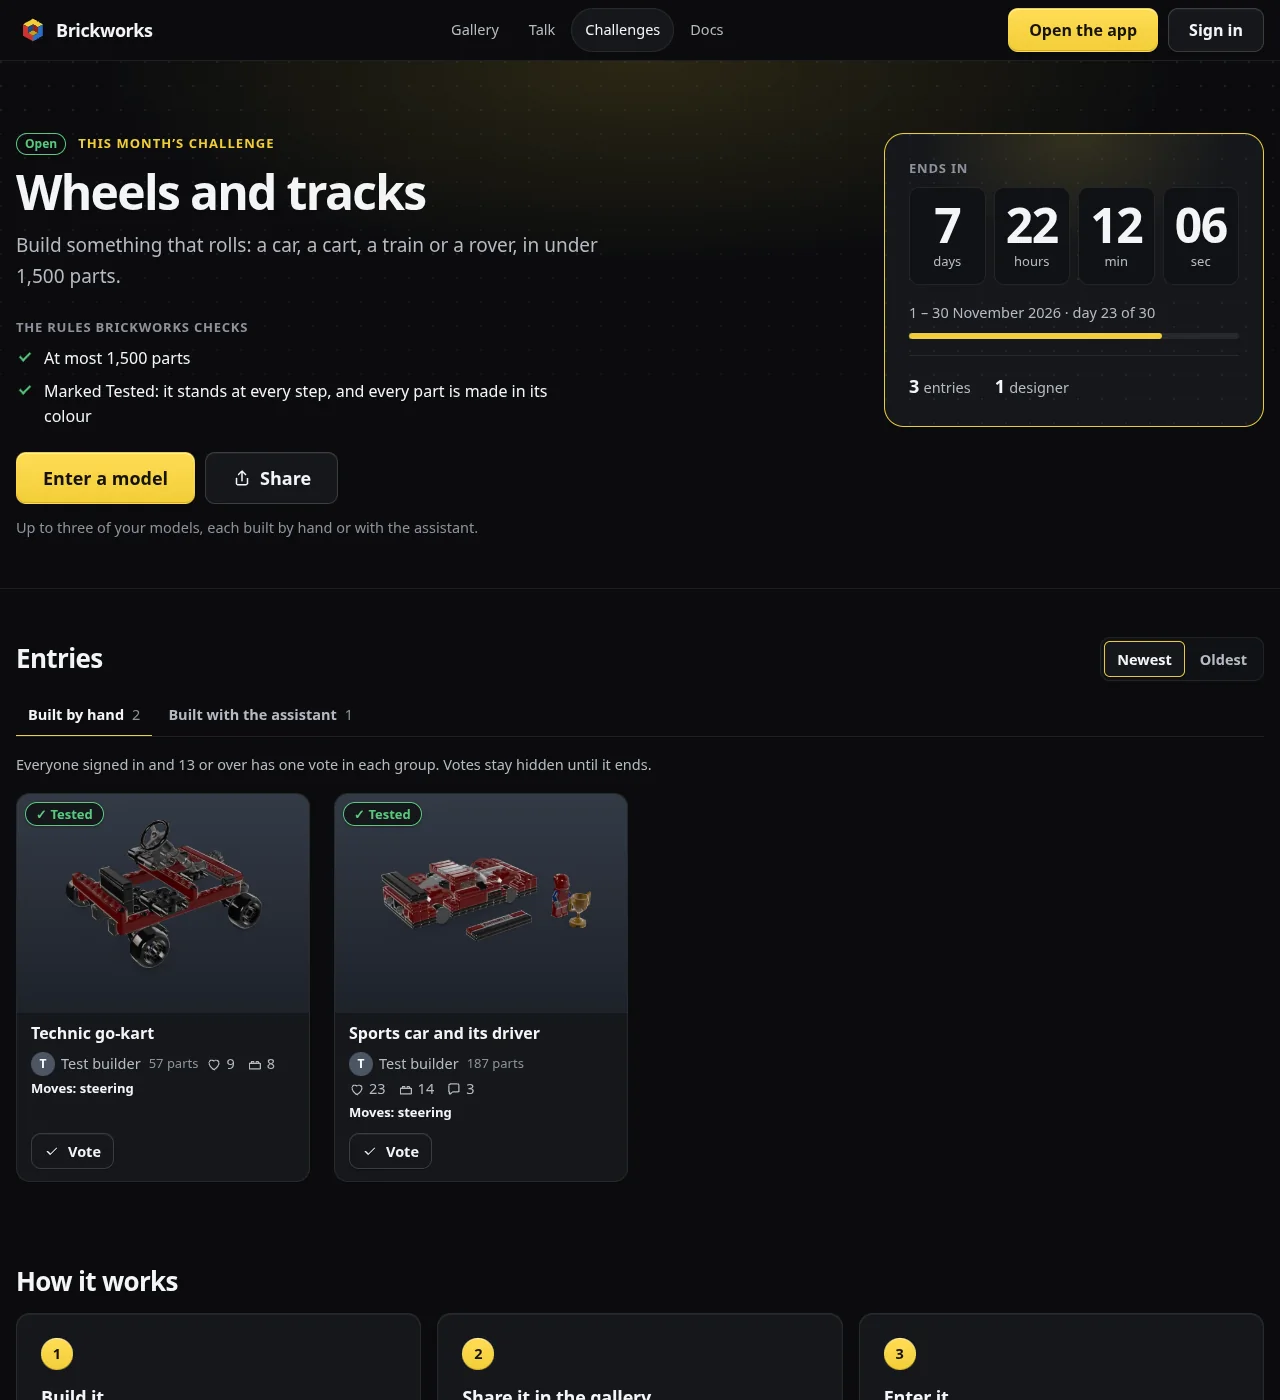 Brickworks
Gallery
Talk
Challenges
Docs
Open the app
Sign in
Open
THIS MONTH'S CHALLENGE
Wheels and tracks
Build something that rolls: a car, a cart, a train or a rover, in under
1,500 parts.
THE RULES BRICKWORKS CHECKS
At most 1,500 parts
Marked Tested: it stands at every step, and every part is made in its
colour
Enter a model
Share
Up to three of your models, each built by hand or with the assistant.
ENDS IN
7 22 12 06
days hours min sec
1 – 30 November 2026 · day 23 of 30
3 entries 1 designer
Entries
Newest
Oldest
Built by hand 2
Built with the assistant 1
Everyone signed in and 13 or over has one vote in each group. Votes stay hidden until it ends.
✓ Tested
Technic go-kart
T Test builder 57 parts 9 8
Moves: steering
Vote
✓ Tested
Sports car and its driver
T Test builder 187 parts
23 14 3
Moves: steering
Vote
How it works
1
Build it
2
Share it in the gallery
3
Enter it